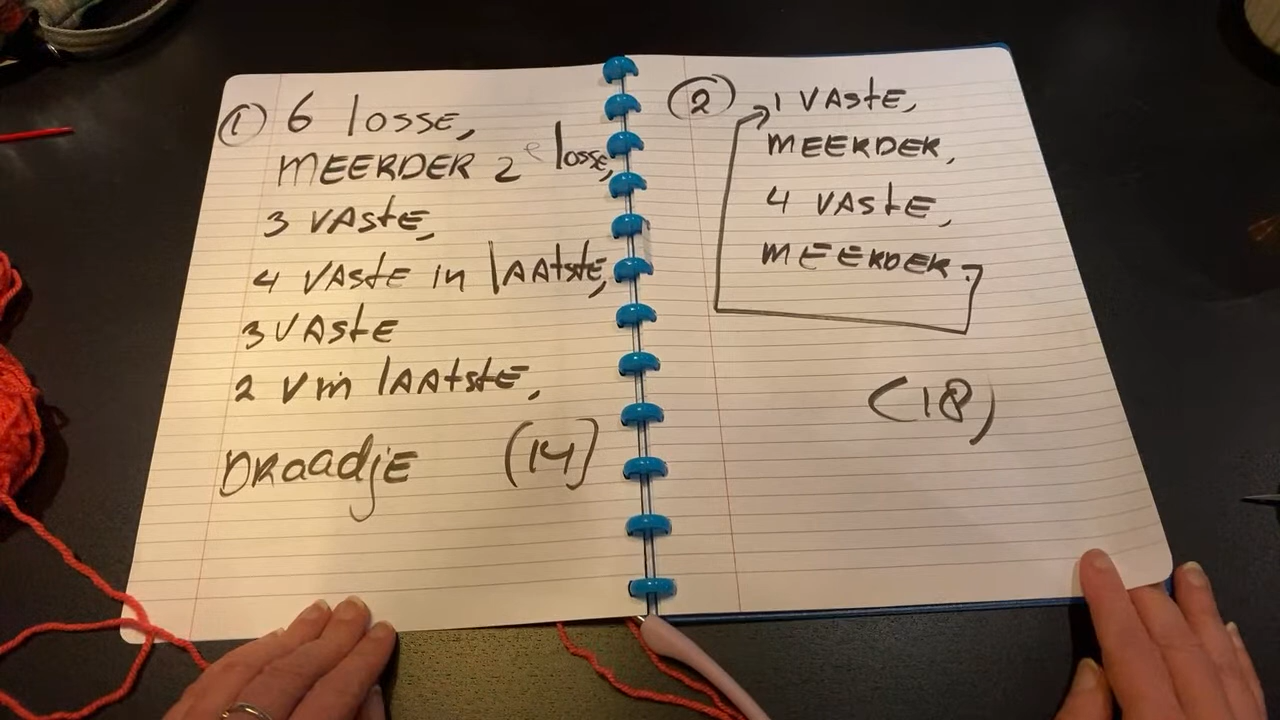 ① 6 losse,
MEERDER 2e losse,
3 VASTE,
4 VASTE in lAAtste,
3 VASTE
2 V in lAAtste,
DRaadjE (14)
② 1 VASTE,
MEERDER,
4 VASTE,
MEERDER,
(18)